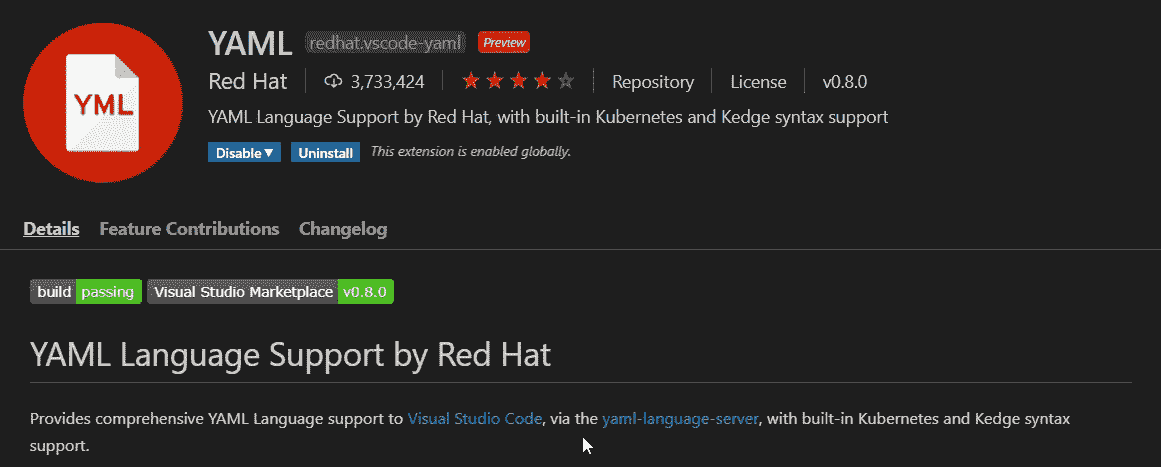 YML
YAML redhat.vscode-yaml Preview
Red Hat 3,733,424 Repository License v0.8.0
YAML Language Support by Red Hat, with built-in Kubernetes and Kedge syntax support
Disable Uninstall This extension is enabled globally.
Details Feature Contributions Changelog
build passing Visual Studio Marketplace v0.8.0
YAML Language Support by Red Hat
Provides comprehensive YAML Language support to Visual Studio Code, via the yaml-language-server, with built-in Kubernetes and Kedge syntax
support.